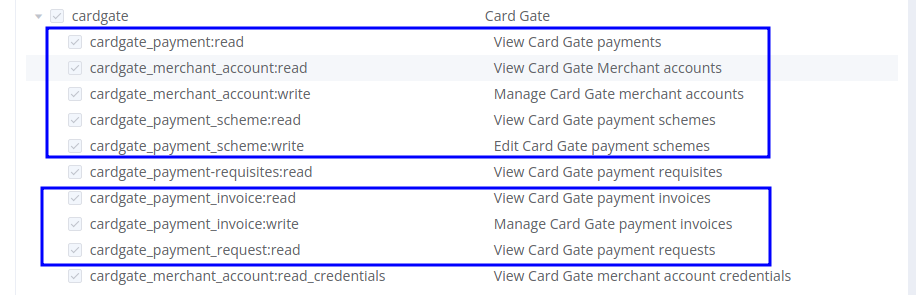 cardgate Card Gate
cardgate_payment:read View Card Gate payments
cardgate_merchant_account:read View Card Gate Merchant accounts
cardgate_merchant_account:write Manage Card Gate merchant accounts
cardgate_payment_scheme:read View Card Gate payment schemes
cardgate_payment_scheme:write Edit Card Gate payment schemes
cardgate_payment-requisites:read View Card Gate payment requisites
cardgate_payment_invoice:read View Card Gate payment invoices
cardgate_payment_invoice:write Manage Card Gate payment invoices
cardgate_payment_request:read View Card Gate payment requests
cardgate_merchant_account:read_credentials View Card Gate merchant account credentials